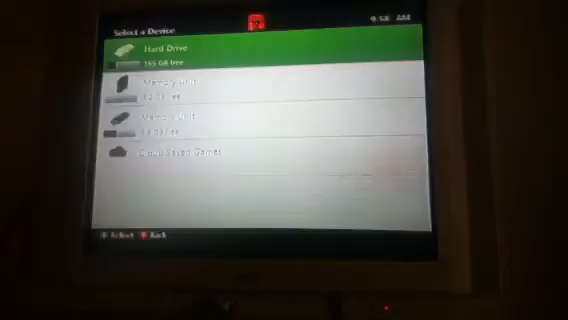 Select a Device
9:58 AM
Hard Drive
165 GB free
Memory Unit
Memory Unit
Cloud Saved Games
Select Back